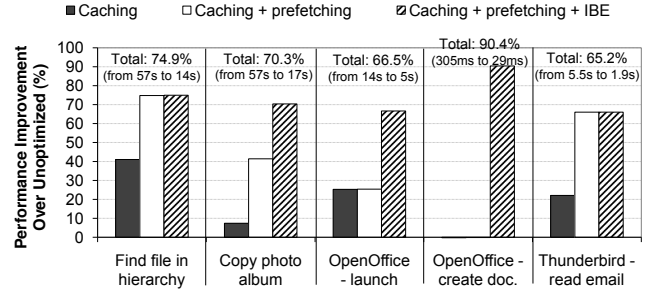 Caching Caching + prefetching Caching + prefetching + IBE
Performance Improvement
Over Unoptimized (%)
100
90
80
70
60
50
40
30
20
10
0
Total: 74.9%
(from 57s to 14s)
Total: 70.3%
(from 57s to 17s)
Total: 66.5%
(from 14s to 5s)
Total: 90.4%
(305ms to 29ms)
Total: 65.2%
(from 5.5s to 1.9s)
Find file in
hierarchy
Copy photo
album
OpenOffice
- launch
OpenOffice -
create doc.
Thunderbird -
read email